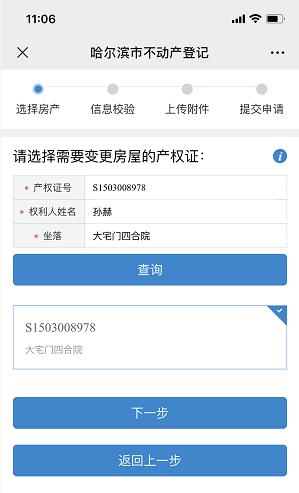 11:06
哈尔滨市不动产登记
选择房产 信息校验 上传附件 提交申请
请选择需要变更房屋的产权证：
* 产权证号 S1503008978
* 权利人姓名 孙赫
* 坐落 大宅门四合院
查询
S1503008978
大宅门四合院
下一步
返回上一步